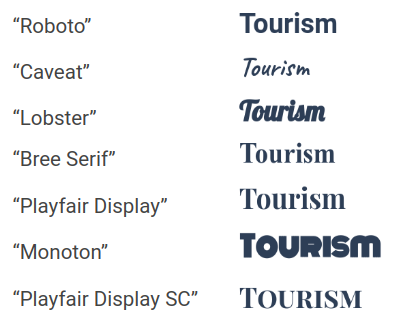 “Roboto” Tourism
“Caveat” Tourism
“Lobster” Tourism
“Bree Serif” Tourism
“Playfair Display” Tourism
“Monoton” Tourism
“Playfair Display SC” Tourism